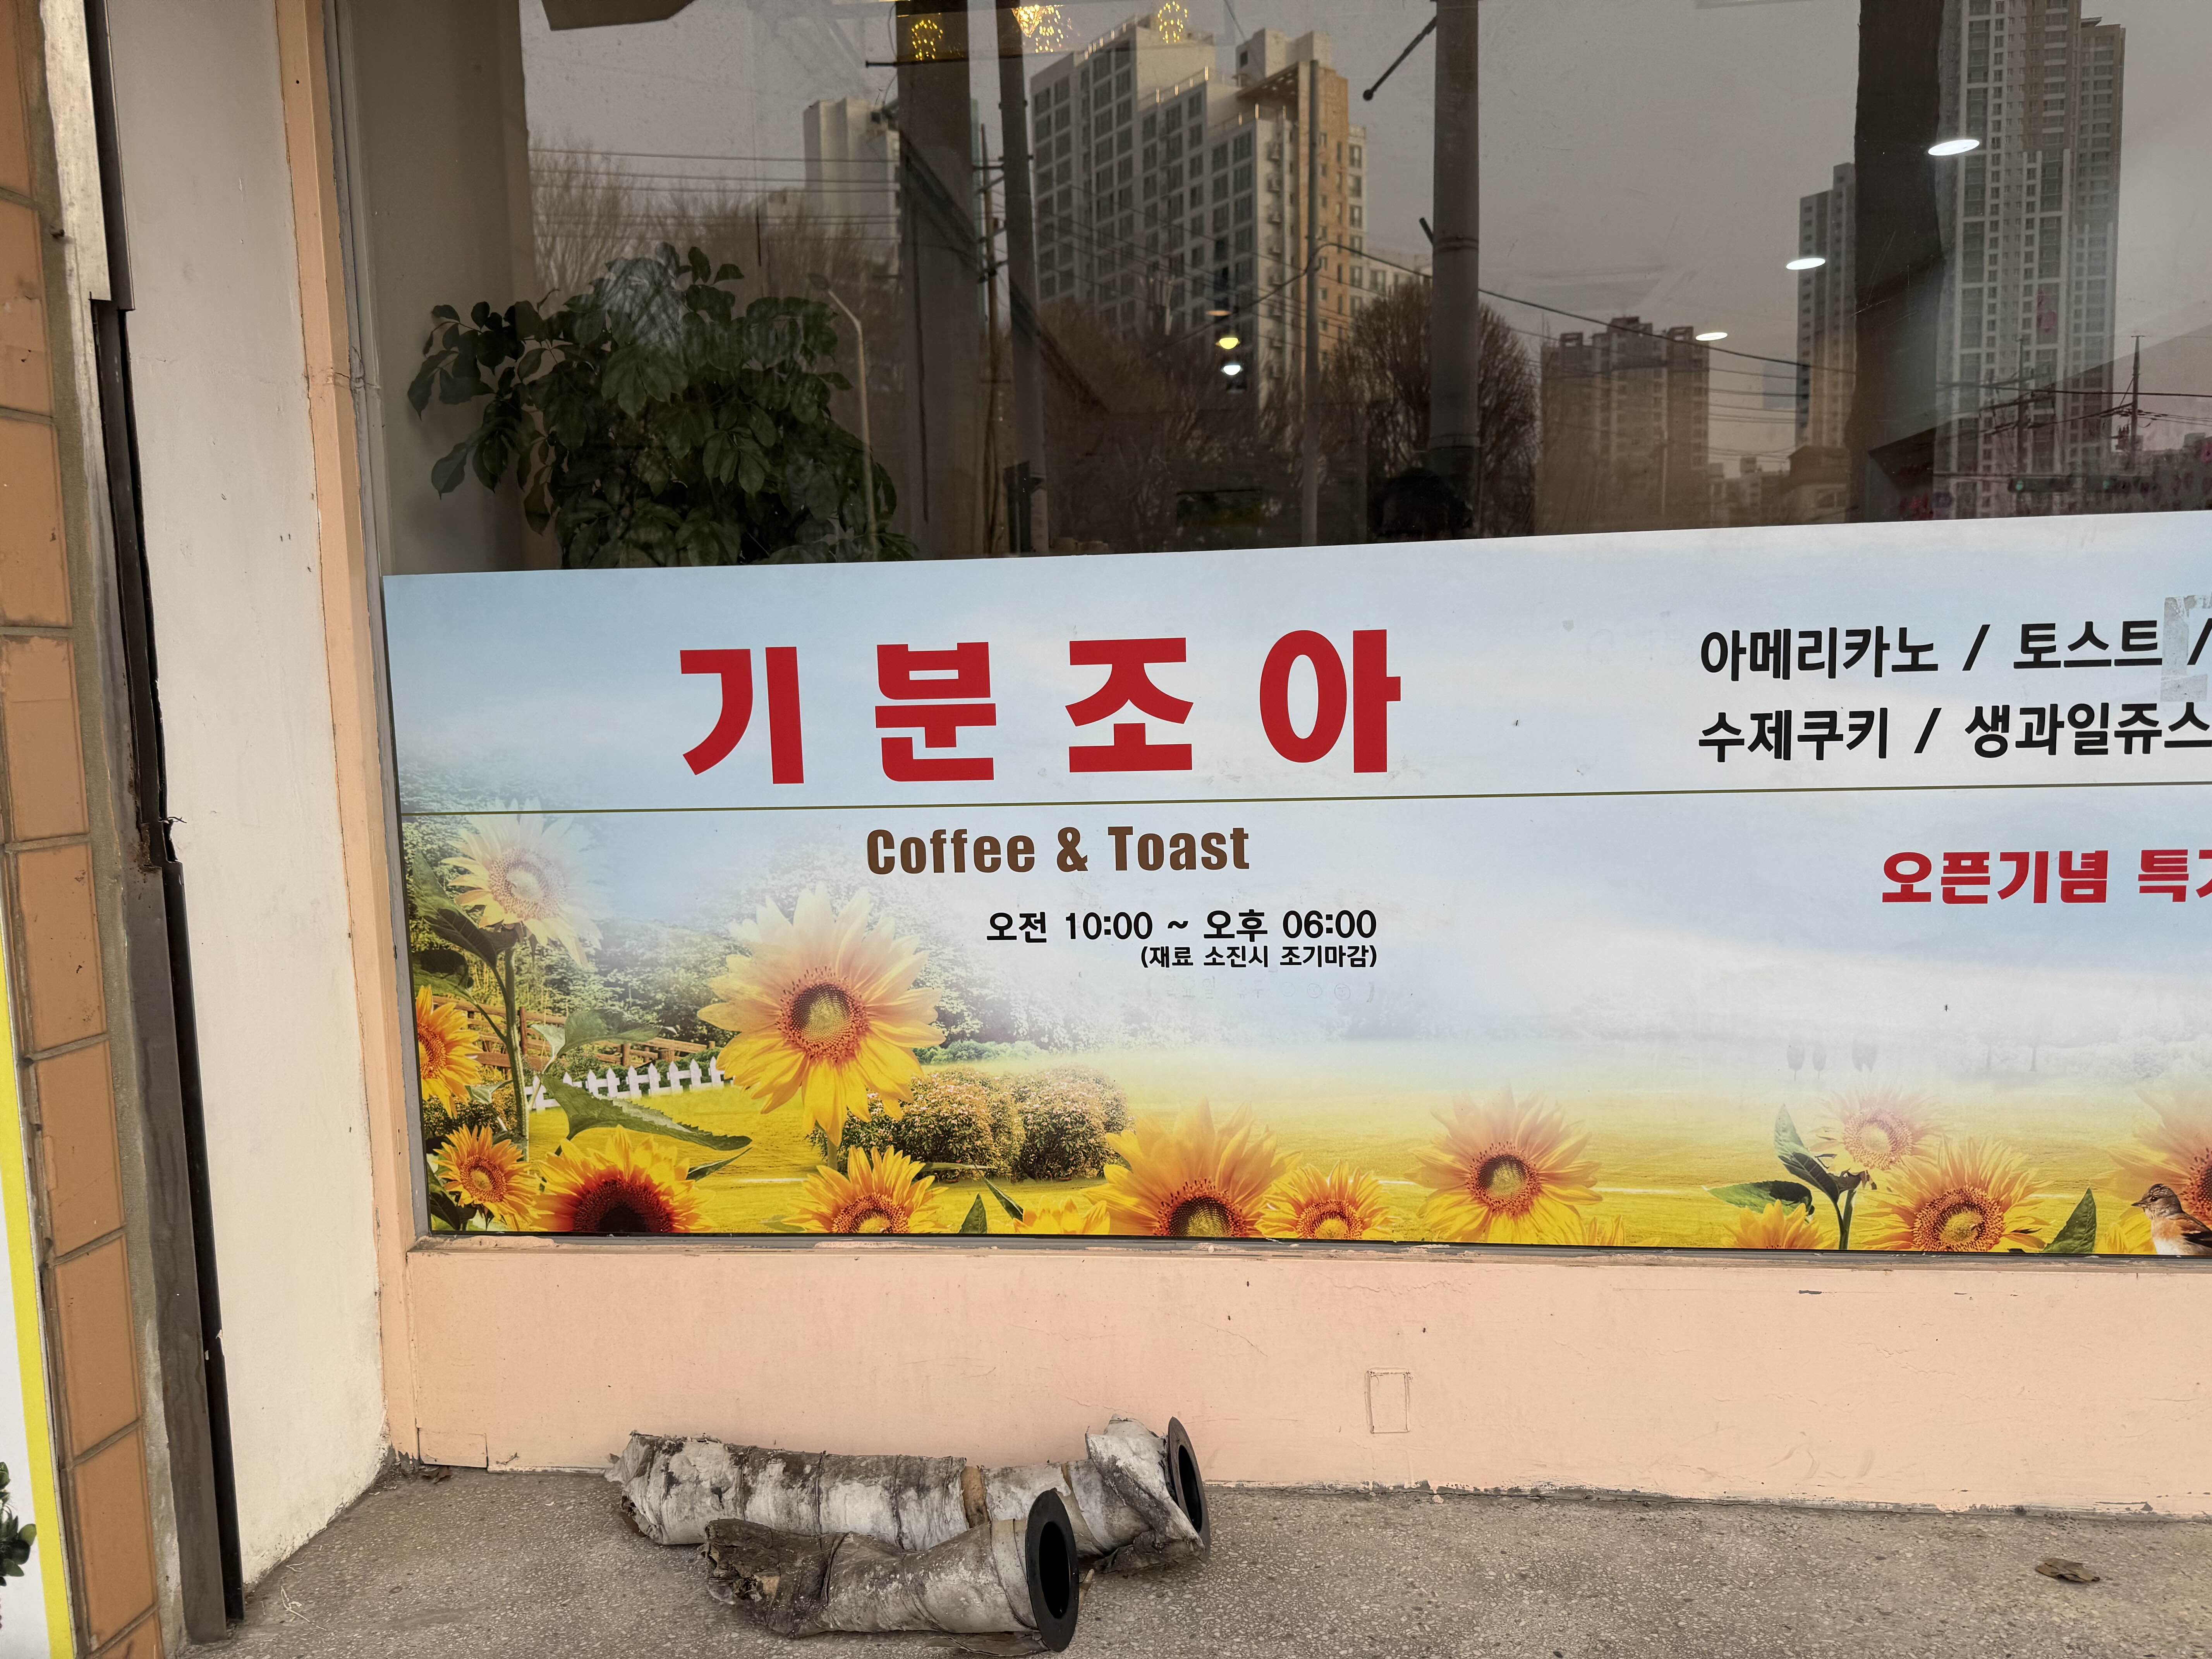 기분조아
아메리카노 / 토스트 /
수제쿠키 / 생과일쥬스
Coffee & Toast
오픈기념
오전 10:00 ~ 오후 06:00
(재료 소진시 조기마감)